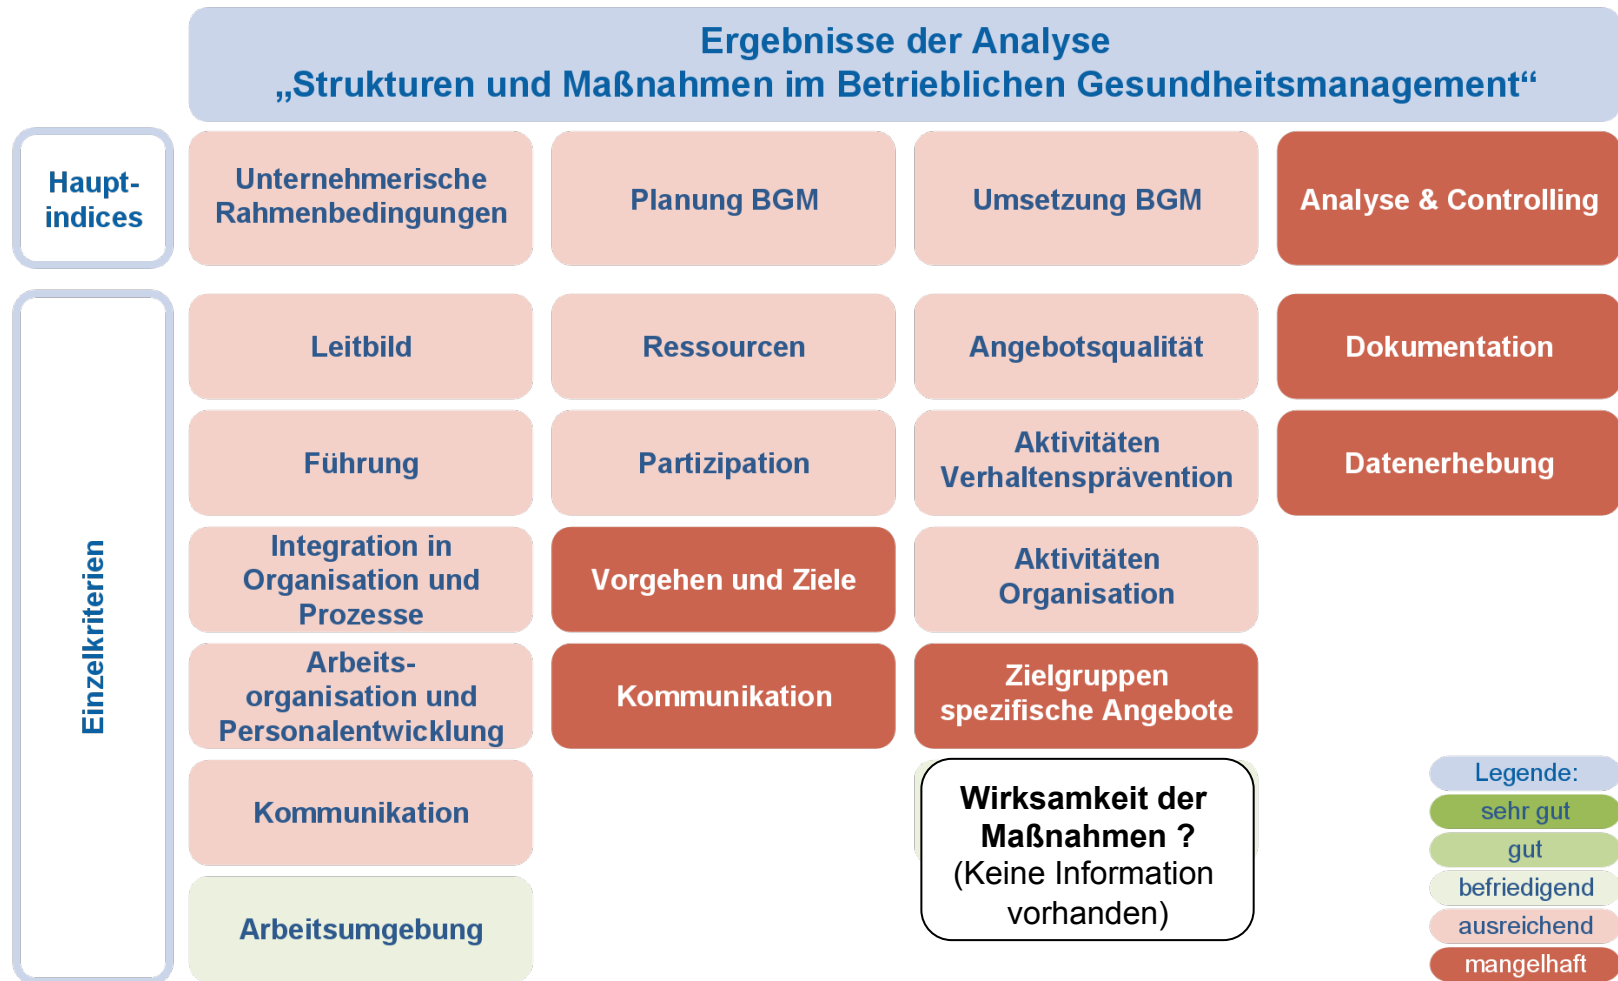 Ergebnisse der Analyse
„Strukturen und Maßnahmen im Betrieblichen Gesundheitsmanagement“
Haupt-
indices
Unternehmerische
Rahmenbedingungen
Planung BGM
Umsetzung BGM
Analyse & Controlling
Einzelkriterien
Leitbild
Ressourcen
Angebotsqualität
Dokumentation
Führung
Partizipation
Aktivitäten
Verhaltensprävention
Datenerhebung
Integration in
Organisation und
Prozesse
Vorgehen und Ziele
Aktivitäten
Organisation
Arbeits-
organisation und
Personalentwicklung
Kommunikation
Zielgruppen
spezifische Angebote
Kommunikation
Wirksamkeit der
Maßnahmen ?
(Keine Information
vorhanden)
Arbeitsumgebung
Legende:
sehr gut
gut
befriedigend
ausreichend
mangelhaft